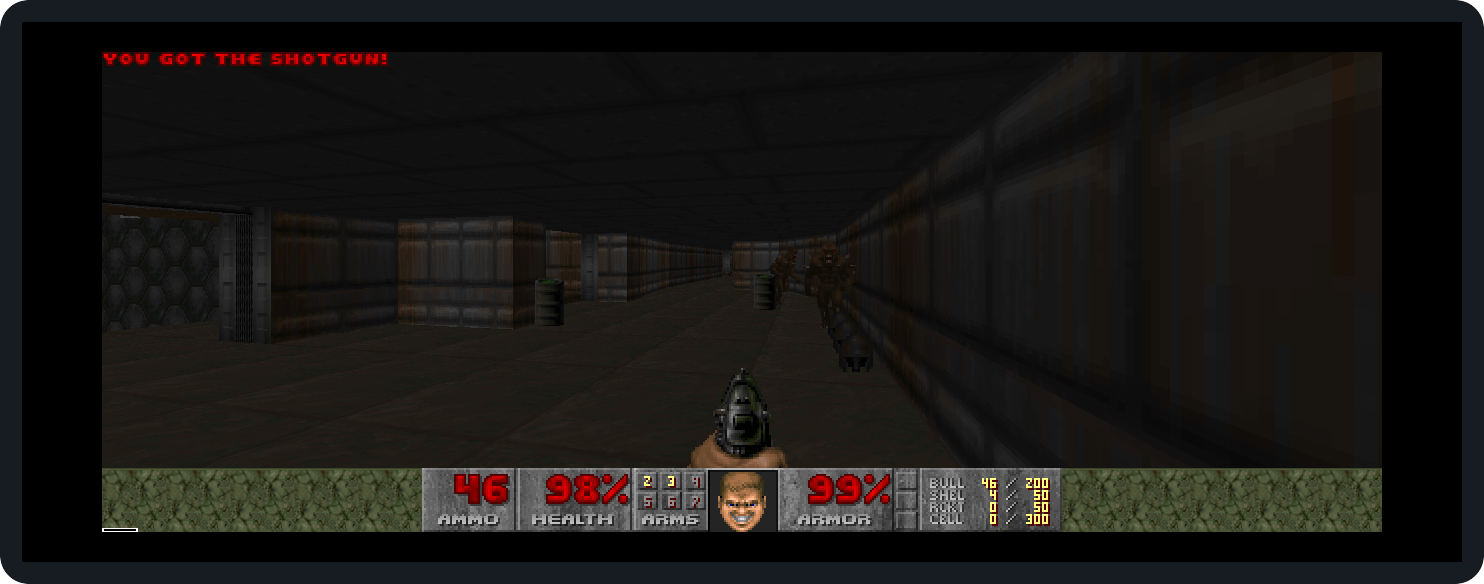 YOU GOT THE SHOTGUN!
46 98% 2 3 4 99% BULL 46 / 200
SHEL 4 / 50
5 6 7 RCKT 0 / 50
AMMO HEALTH ARMS ARMOR CELL 0 / 300